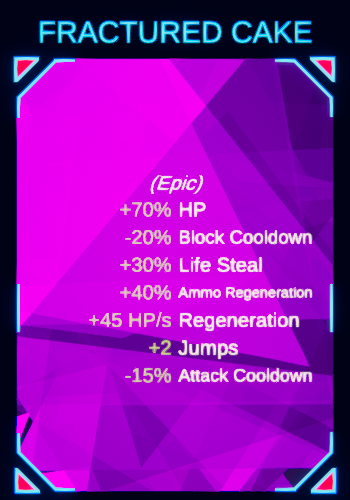 FRACTURED CAKE
(Epic)
+70% HP
-20% Block Cooldown
+30% Life Steal
+40% Ammo Regeneration
+45 HP/s Regeneration
+2 Jumps
-15% Attack Cooldown